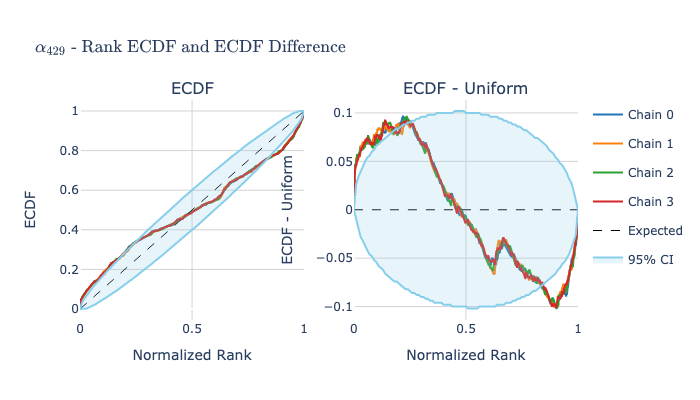 α429 - Rank ECDF and ECDF Difference
ECDF
ECDF - Uniform
ECDF
1
0.8
0.6
0.4
0.2
0
0
0.5
1
Normalized Rank
ECDF - Uniform
0.1
0.05
0
−0.05
−0.1
0
0.5
1
Normalized Rank
Chain 0
Chain 1
Chain 2
Chain 3
Expected
95% CI